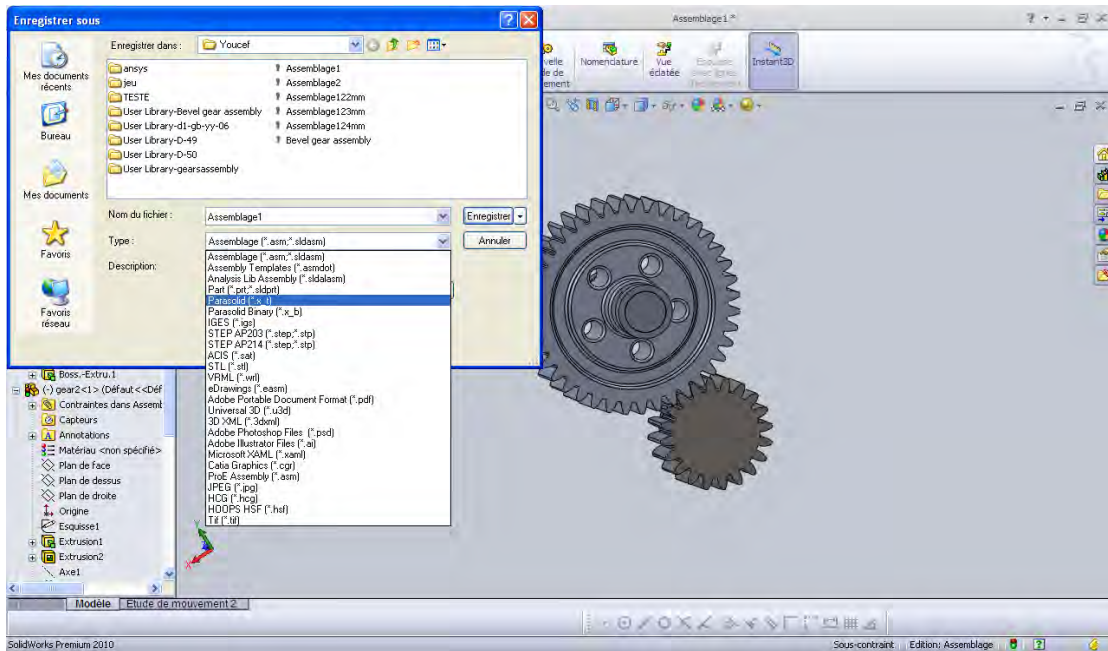 Enregistrer sous
Assemblage1 *
Enregistrer dans :
Youcef
Mes documents récents
Bureau
Mes documents
Favoris
Favoris réseau
ansys
jeu
TESTE
User Library-Bevel gear assembly
User Library-d1-gb-yy-06
User Library-D-49
User Library-D-50
User Library-gearsassembly
Assemblage1
Assemblage2
Assemblage122mm
Assemblage123mm
Assemblage124mm
Bevel gear assembly
Nom du fichier :
Assemblage1
Enregistrer
Type :
Assemblage (*.asm;*.sldasm)
Annuler
Description:
Assemblage (*.asm;*.sldasm)
Assembly Templates (*.asmdot)
Analysis Lib Assembly (*.sldalasm)
Part (*.prt;*.sldprt)
Parasolid (*.x_t)
Parasolid Binary (*.x_b)
IGES (*.igs)
STEP AP203 (*.step;*.stp)
STEP AP214 (*.step;*.stp)
ACIS (*.sat)
STL (*.stl)
VRML (*.wrl)
eDrawings (*.easm)
Adobe Portable Document Format (*.pdf)
Universal 3D (*.u3d)
3D XML (*.3dxml)
Adobe Photoshop Files (*.psd)
Adobe Illustrator Files (*.ai)
Microsoft XAML (*.xaml)
Catia Graphics (*.cgr)
ProE Assembly (*.asm)
JPEG (*.jpg)
HCG (*.hcg)
HOOPS HSF (*.hsf)
Tif (*.tif)
Nomenclature
Vue éclatée
Instant3D
Boss.-Extru.1
(-) gear2<1> (Défaut<<Déf
Contraintes dans Assemb
Capteurs
Annotations
Matériau <non spécifié>
Plan de face
Plan de dessus
Plan de droite
Origine
Esquisse1
Extrusion1
Extrusion2
Axe1
Modèle
Etude de mouvement 2
SolidWorks Premium 2010
Sous-contraint
Edition: Assemblage